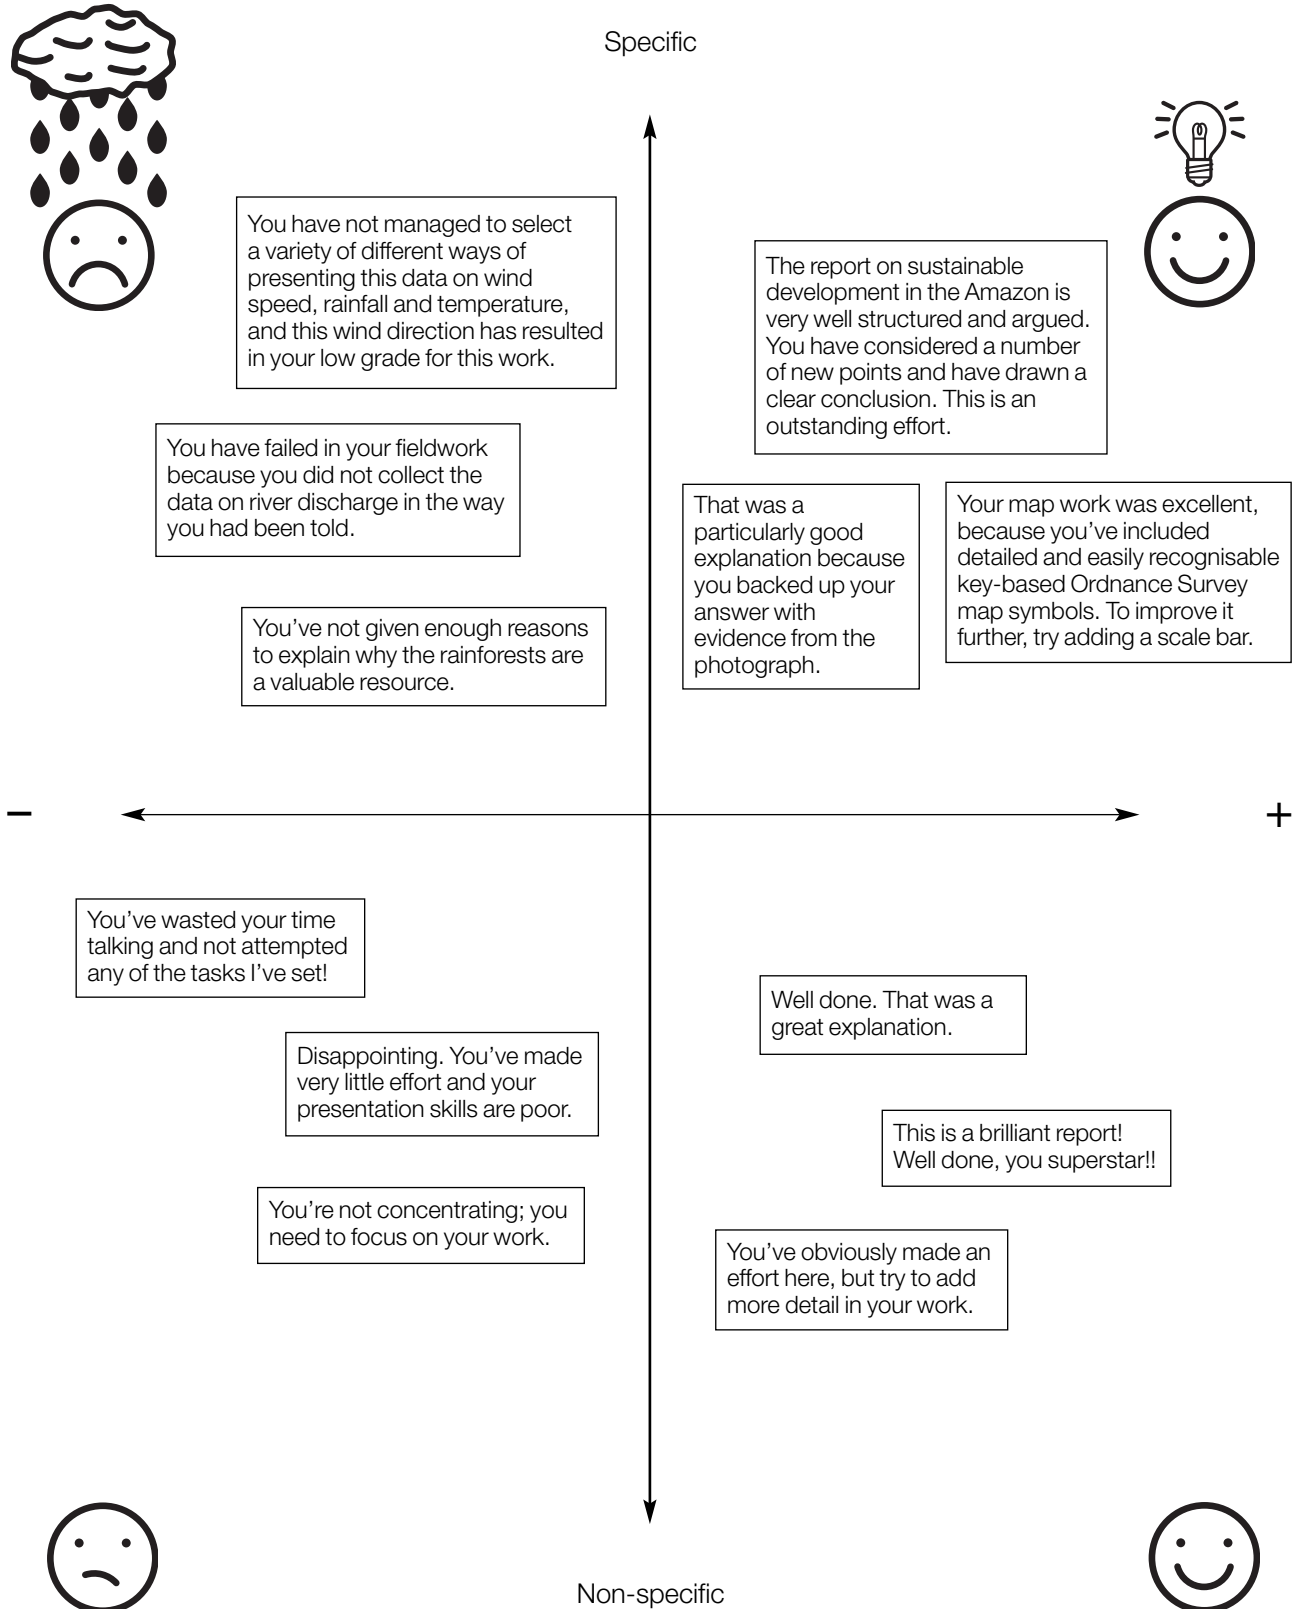 Specific
You have not managed to select
a variety of different ways of
presenting this data on wind
speed, rainfall and temperature,
and this wind direction has resulted
in your low grade for this work.
The report on sustainable
development in the Amazon is
very well structured and argued.
You have considered a number
of new points and have drawn a
clear conclusion. This is an
outstanding effort.
You have failed in your fieldwork
because you did not collect the
data on river discharge in the way
you had been told.
That was a
particularly good
explanation because
you backed up your
answer with
evidence from the
photograph.
Your map work was excellent,
because you’ve included
detailed and easily recognisable
key-based Ordnance Survey
map symbols. To improve it
further, try adding a scale bar.
You’ve not given enough reasons
to explain why the rainforests are
a valuable resource.
–
+
You’ve wasted your time
talking and not attempted
any of the tasks I’ve set!
Well done. That was a
great explanation.
Disappointing. You’ve made
very little effort and your
presentation skills are poor.
This is a brilliant report!
Well done, you superstar!!
You’re not concentrating; you
need to focus on your work.
You’ve obviously made an
effort here, but try to add
more detail in your work.
Non-specific